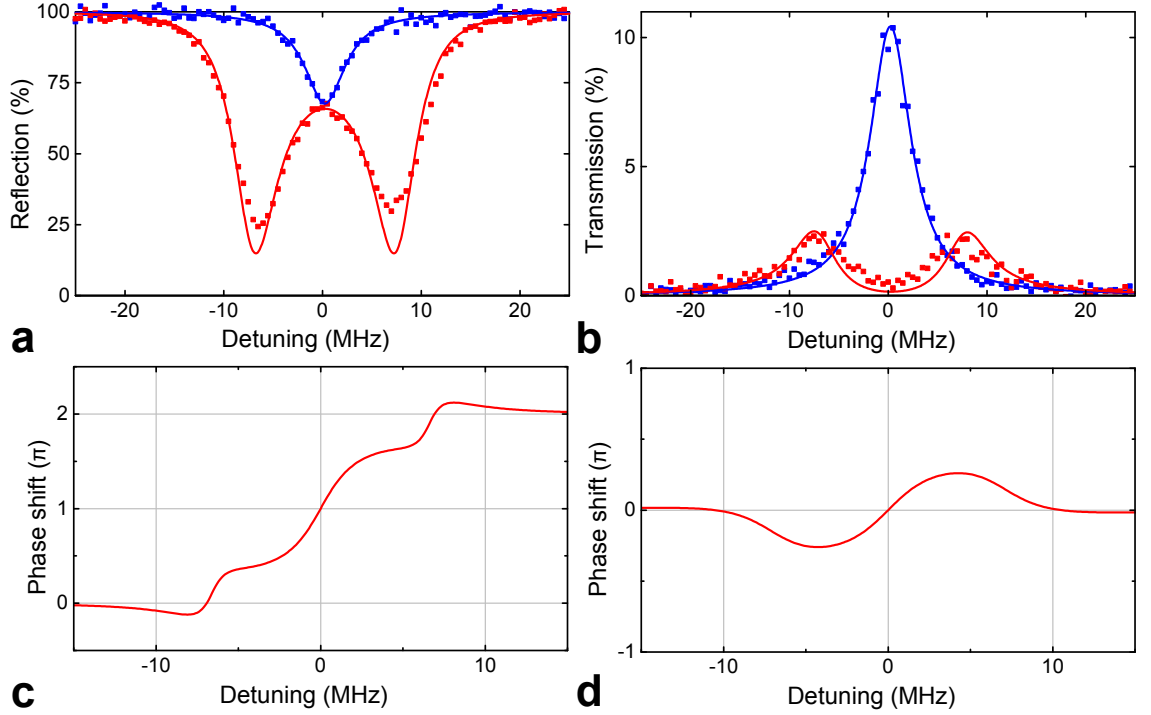 100
75
50
25
0
Reflection (%)
-20
-10
0
10
20
Detuning (MHz)
a
10
5
0
Transmission (%)
-20
-10
0
10
20
Detuning (MHz)
b
2
1
0
Phase shift (π)
-10
0
10
Detuning (MHz)
c
1
0
-1
Phase shift (π)
-10
0
10
Detuning (MHz)
d